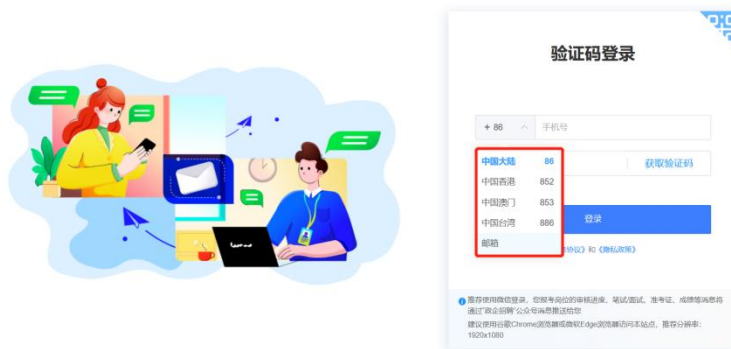 验证码登录
+ 86 手机号
中国大陆 86
获取验证码
中国香港 852
中国澳门 853
中国台湾 886
登录
邮箱
协议》和《隐私政策》
推荐使用微信登录，您报考岗位的审核进度、笔试/面试、准考证、成绩等消息将
通过“政企招聘”公众号消息推送给您
建议使用谷歌Chrome浏览器或微软Edge浏览器访问本站点，推荐分辨率：
1920x1080